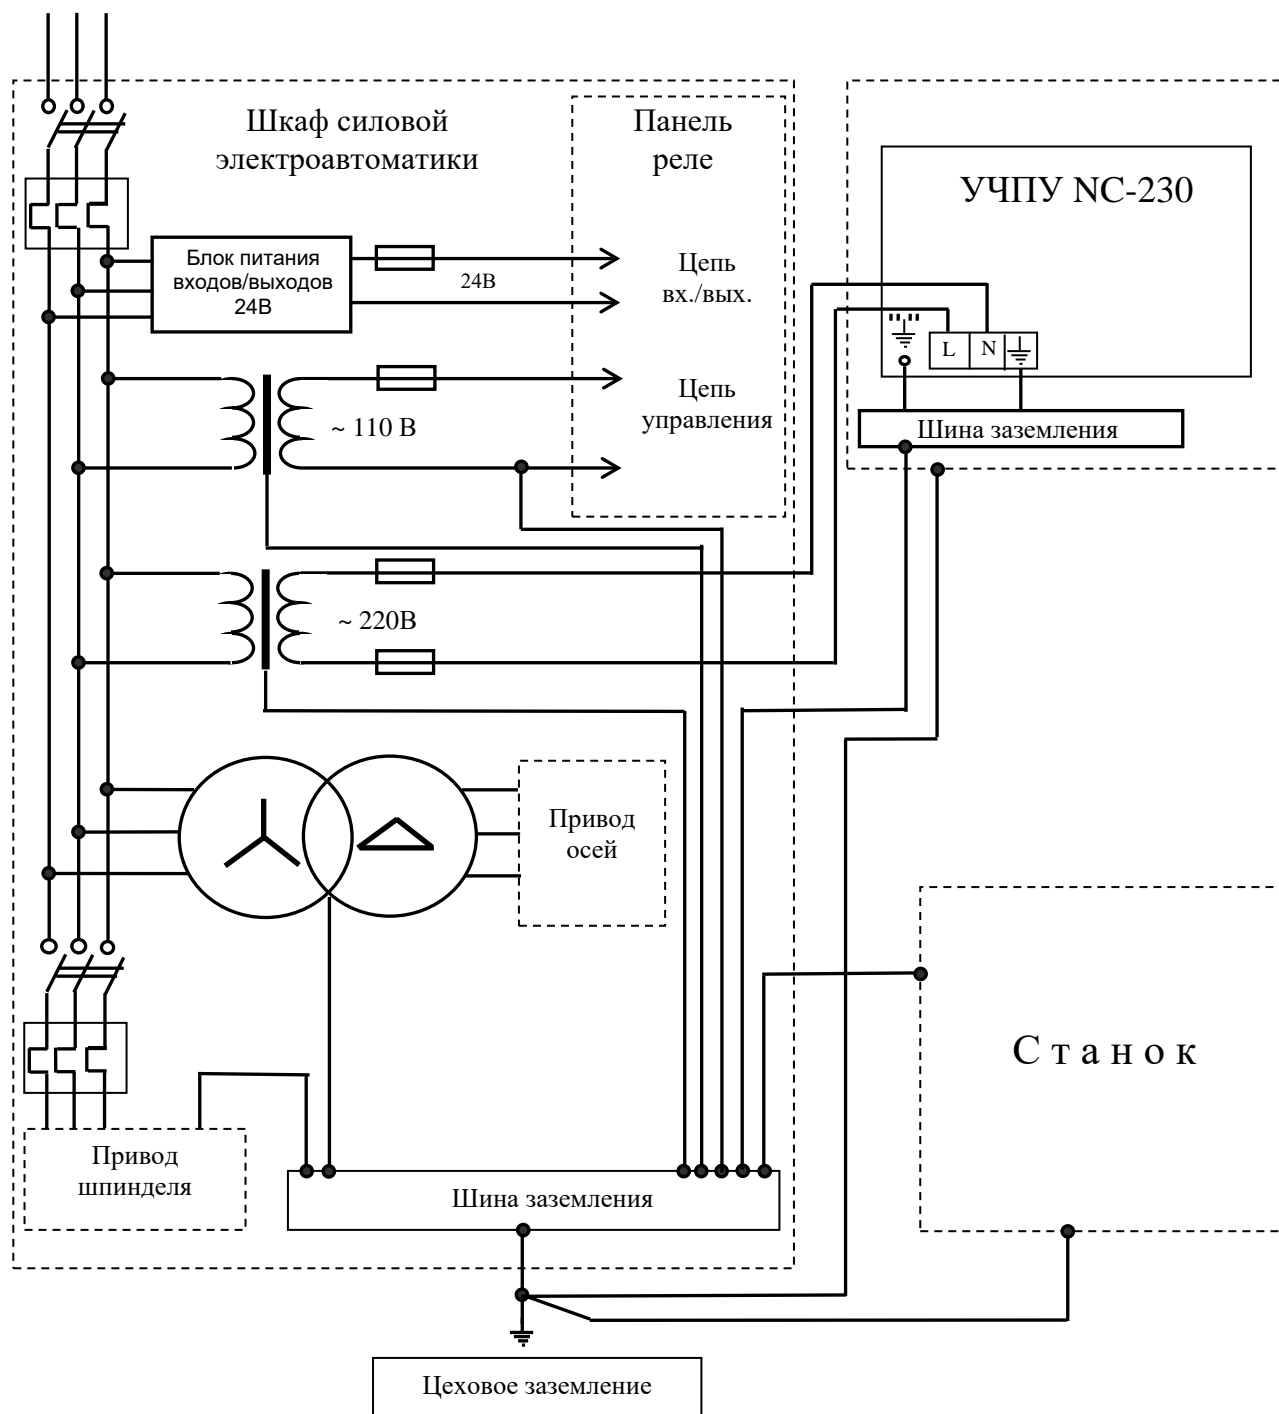 Шкаф силовой
электроавтоматики
Панель
реле
УЧПУ NC-230
Блок питания
входов/выходов
24В
24В
Цепь
вх./вых.
L
N
Цепь
управления
~ 110 В
Шина заземления
~ 220В
Привод
осей
С т а н о к
Привод
шпинделя
Шина заземления
Цеховое заземление